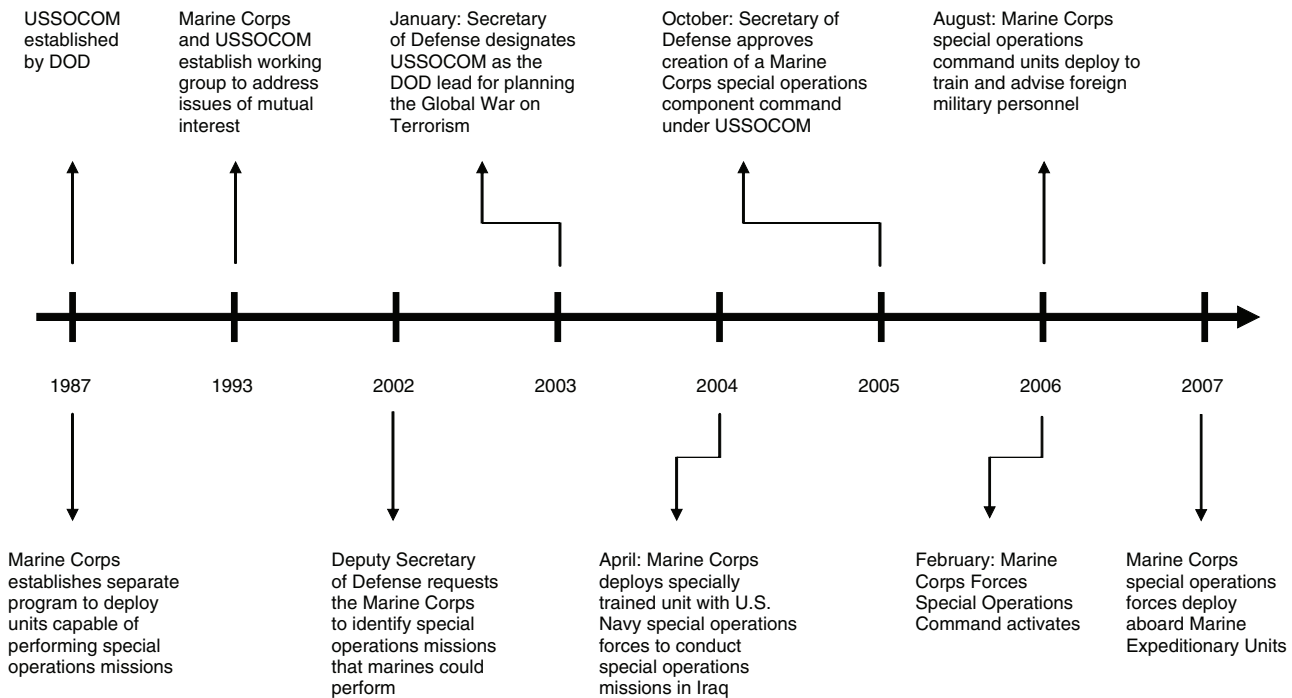 USSOCOM
established
by DOD
Marine Corps
and USSOCOM
establish working
group to address
issues of mutual
interest
January: Secretary
of Defense designates
USSOCOM as the
DOD lead for planning
the Global War on
Terrorism
October: Secretary of
Defense approves
creation of a Marine
Corps special operations
component command
under USSOCOM
August: Marine Corps
special operations
command units deploy to
train and advise foreign
military personnel
1987
1993
2002
2003
2004
2005
2006
2007
Marine Corps
establishes separate
program to deploy
units capable of
performing special
operations missions
Deputy Secretary
of Defense requests
the Marine Corps
to identify special
operations missions
that marines could
perform
April: Marine Corps
deploys specially
trained unit with U.S.
Navy special operations
forces to conduct
special operations
missions in Iraq
February: Marine
Corps Forces
Special Operations
Command activates
Marine Corps
special operations
forces deploy
aboard Marine
Expeditionary Units